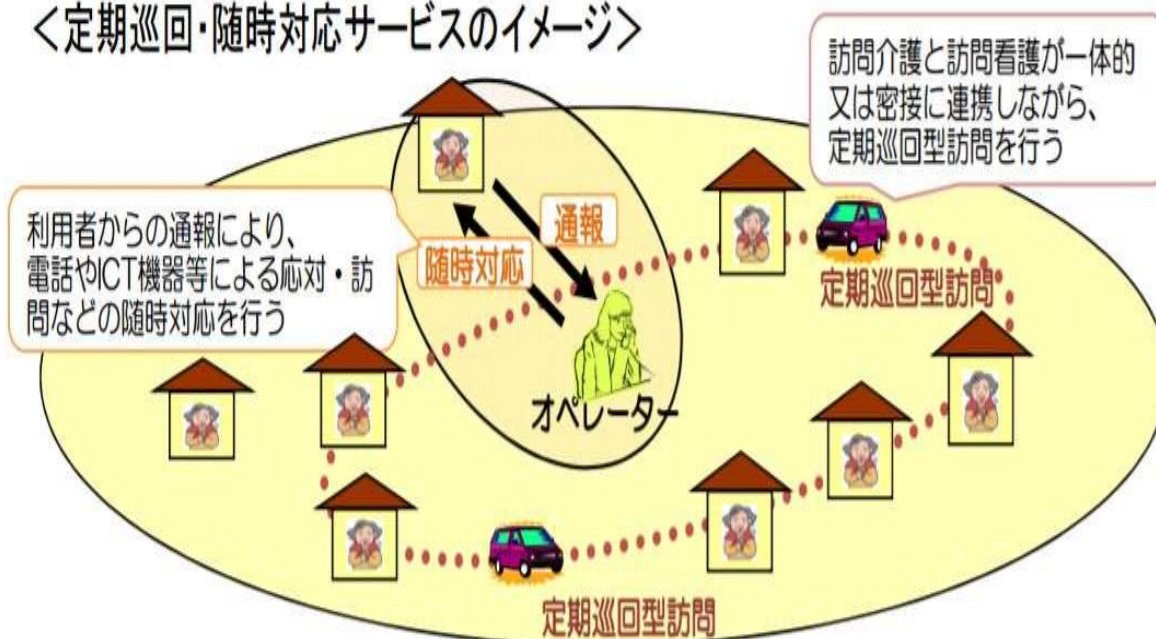 ＜定期巡回･随時対応サービスのイメージ＞
訪問介護と訪問看護が一体的
又は密接に連携しながら、
定期巡回型訪問を行う
利用者からの通報により、
電話やICT機器等による応対・訪
問などの随時対応を行う
通報
随時対応
定期巡回型訪問
オペレーター
定期巡回型訪問